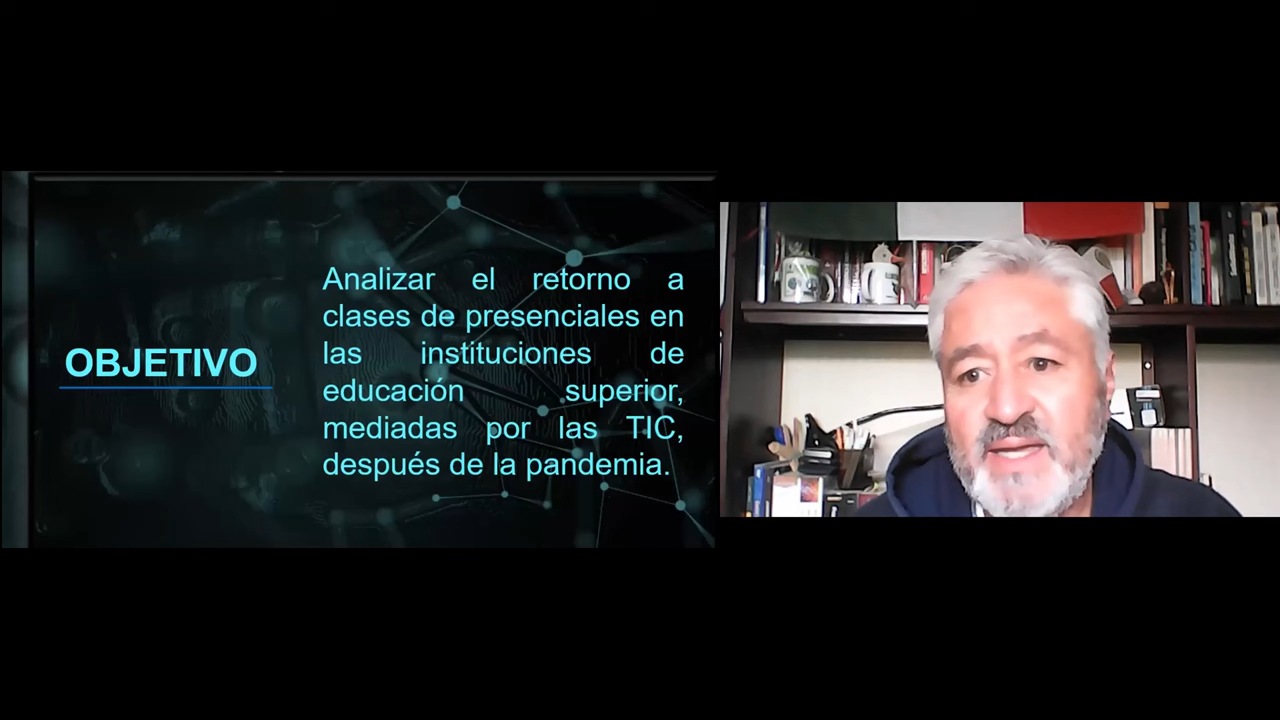 OBJETIVO
Analizar el retorno a
clases de presenciales en
las instituciones de
educación superior,
mediadas por las TIC,
después de la pandemia.